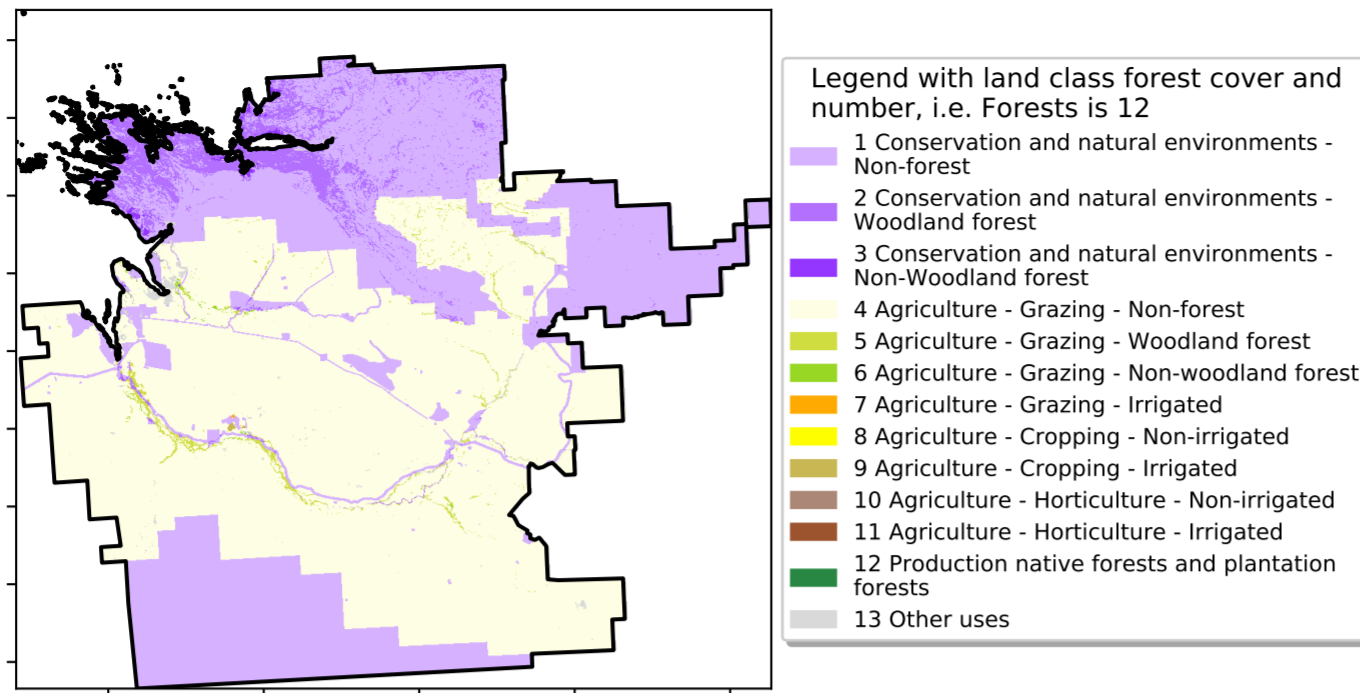 Legend with land class forest cover and
number, i.e. Forests is 12
1 Conservation and natural environments -
Non-forest
2 Conservation and natural environments -
Woodland forest
3 Conservation and natural environments -
Non-Woodland forest
4 Agriculture - Grazing - Non-forest
5 Agriculture - Grazing - Woodland forest
6 Agriculture - Grazing - Non-woodland forest
7 Agriculture - Grazing - Irrigated
8 Agriculture - Cropping - Non-irrigated
9 Agriculture - Cropping - Irrigated
10 Agriculture - Horticulture - Non-irrigated
11 Agriculture - Horticulture - Irrigated
12 Production native forests and plantation
forests
13 Other uses